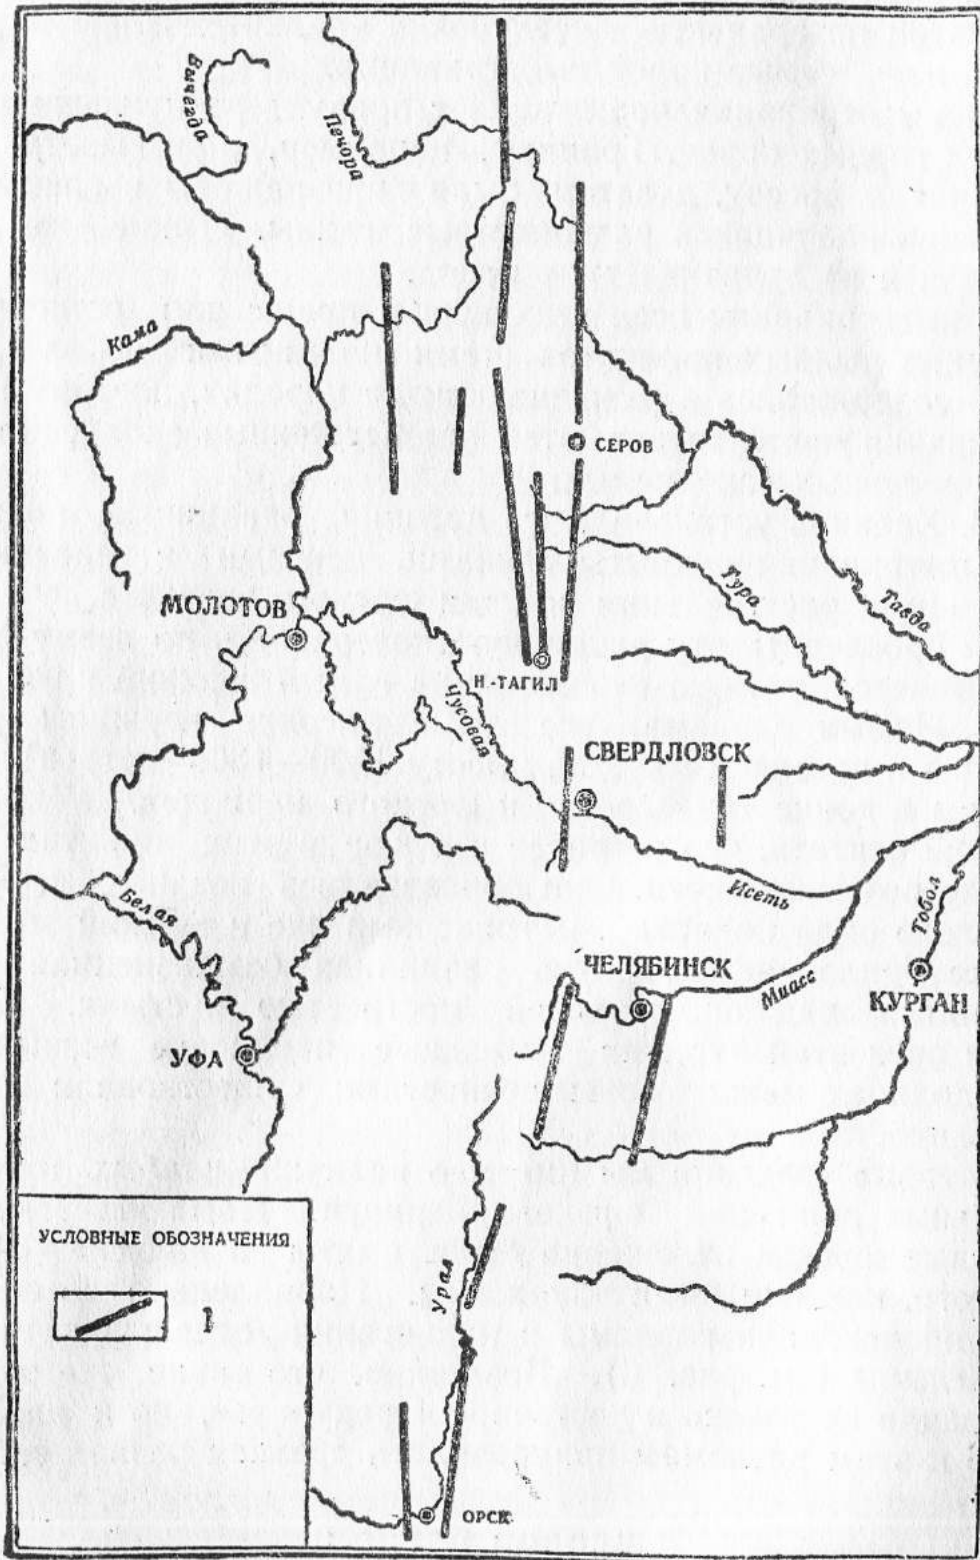 Вычегда
Печора
Кама
СЕРОВ
МОЛОТОВ
Тура
Тавда
Н-ТАГИЛ
Чусовая
СВЕРДЛОВСК
Исеть
Белая
Тобол
ЧЕЛЯБИНСК
Миасс
КУРГАН
УФА
УСЛОВНЫЕ ОБОЗНАЧЕНИЯ
1
Урал
ОРСК